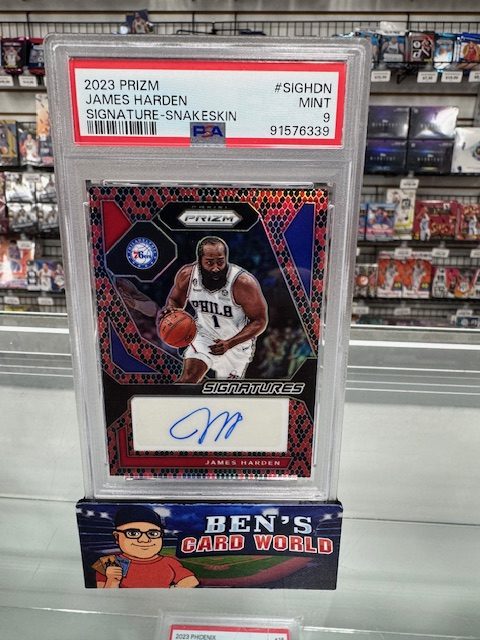 2023 PRIZM #SIGHDN
JAMES HARDEN MINT
SIGNATURE-SNAKESKIN 9
PSA 91576339
PRIZM
76ers
PHILA
1
SIGNATURES
JAMES HARDEN
BEN'S
CARD WORLD
2023 PHOENIX